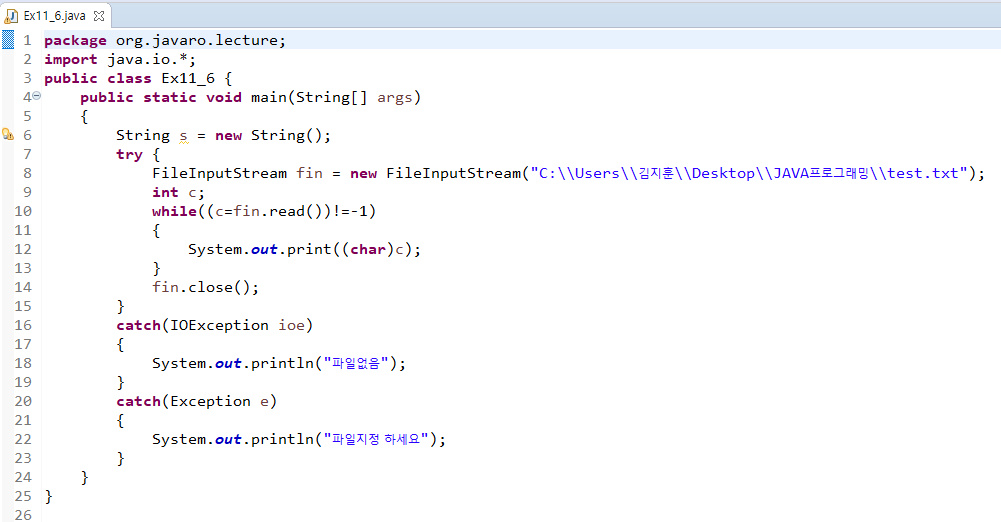 Ex11_6.java
1 package org.javaro.lecture;
2 import java.io.*;
3 public class Ex11_6 {
4     public static void main(String[] args)
5     {
6         String s = new String();
7         try {
8             FileInputStream fin = new FileInputStream("C:\\Users\\김지훈\\Desktop\\JAVA프로그래밍\\test.txt");
9             int c;
10             while((c=fin.read())!=-1)
11             {
12                 System.out.print((char)c);
13             }
14             fin.close();
15         }
16         catch(IOException ioe)
17         {
18             System.out.println("파일없음");
19         }
20         catch(Exception e)
21         {
22             System.out.println("파일지정 하세요");
23         }
24     }
25 }
26